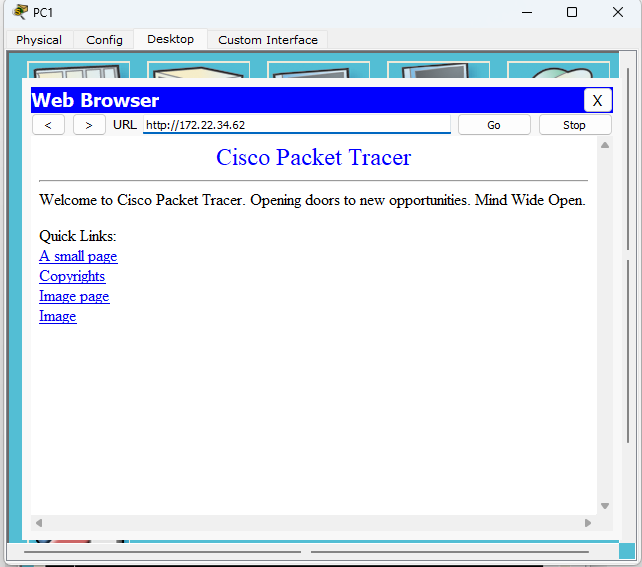 PC1
Physical Config Desktop Custom Interface
Web Browser X
< > URL http://172.22.34.62 Go Stop
Cisco Packet Tracer
Welcome to Cisco Packet Tracer. Opening doors to new opportunities. Mind Wide Open.
Quick Links:
A small page
Copyrights
Image page
Image